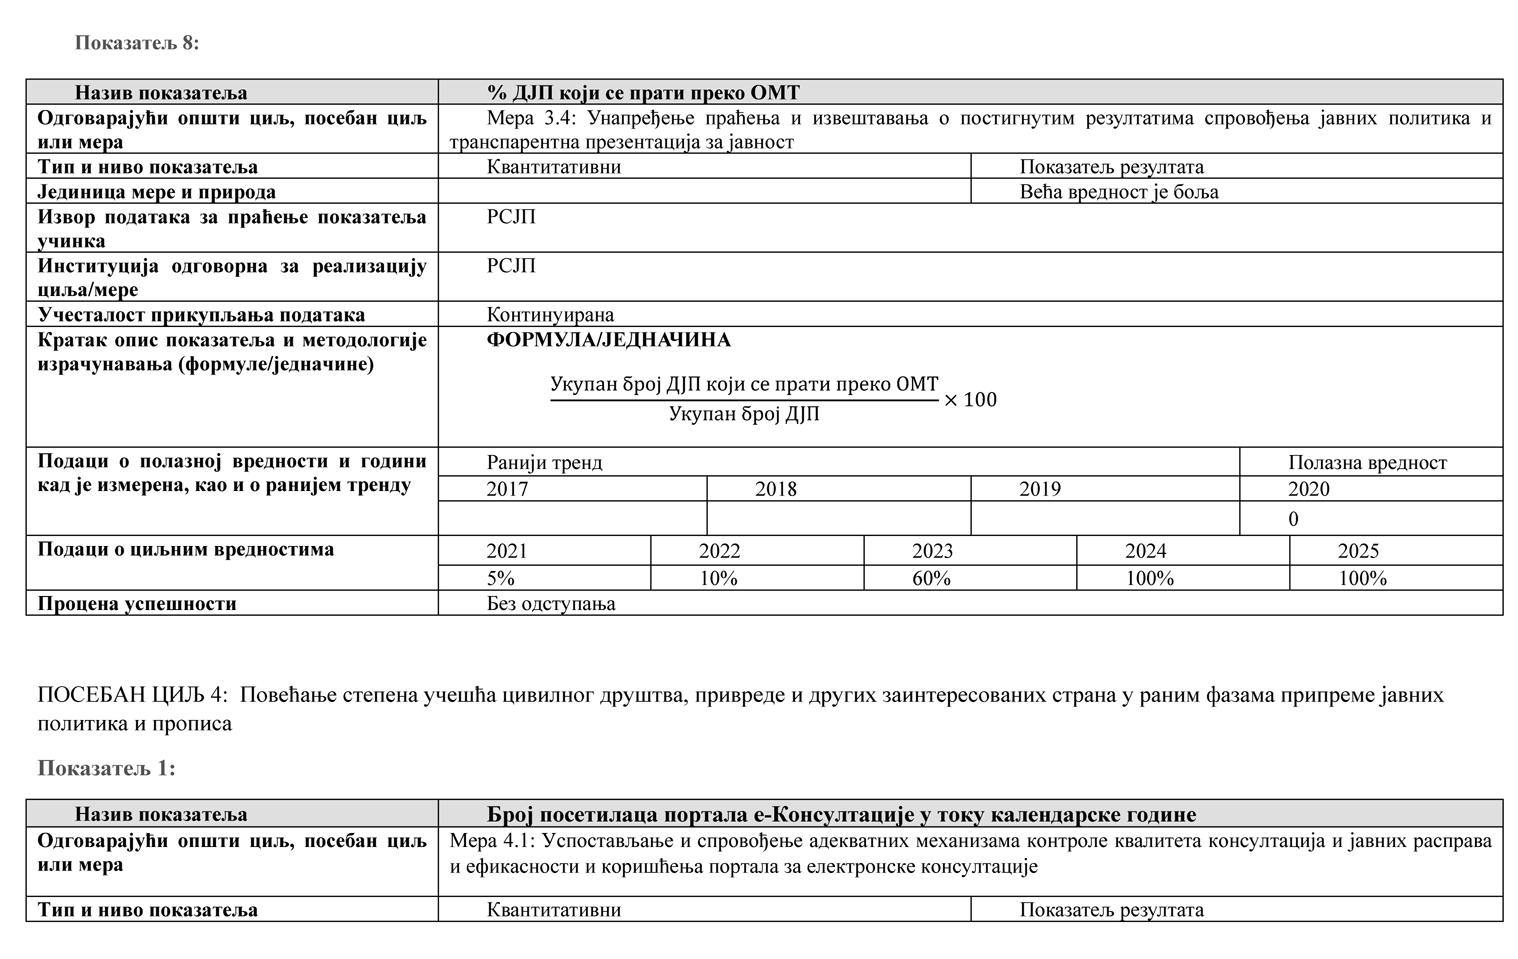 Показатељ 8:
Назив показатеља
% ДЈП који се прати преко ОМТ
Одговарајући општи циљ, посебан циљ
или мера
Мера 3.4: Унапређење праћења и извештавања о постигнутим резултатима спровођења јавних политика и
транспарентна презентација за јавност
Тип и ниво показатеља
Квантитативни
Показатељ резултата
Јединица мере и природа
Већа вредност је боља
Извор података за праћење показатеља
учинка
РСЈП
Институција одговорна за реализацију
циља/мере
РСЈП
Учесталост прикупљања података
Континуирана
Кратак опис показатеља и методологије
израчунавања (формуле/једначине)
ФОРМУЛА/ЈЕДНАЧИНА
Укупан број ДЈП који се прати преко ОМТ
Укупан број ДЈП
× 100
Подаци о полазној вредности и години
кад је измерена, као и о ранијем тренду
Ранији тренд
Полазна вредност
2017
2018
2019
2020
0
Подаци о циљним вредностима
2021
2022
2023
2024
2025
5%
10%
60%
100%
100%
Процена успешности
Без одступања
ПОСЕБАН ЦИЉ 4: Повећање степена учешћа цивилног друштва, привреде и других заинтересованих страна у раним фазама припреме јавних
политика и прописа
Показатељ 1:
Назив показатеља
Број посетилаца портала е-Консултације у току календарске године
Одговарајући општи циљ, посебан циљ
или мера
Мера 4.1: Успостављање и спровођење адекватних механизама контроле квалитета консултација и јавних расправа
и ефикасности и коришћења портала за електронске консултације
Тип и ниво показатеља
Квантитативни
Показатељ резултата